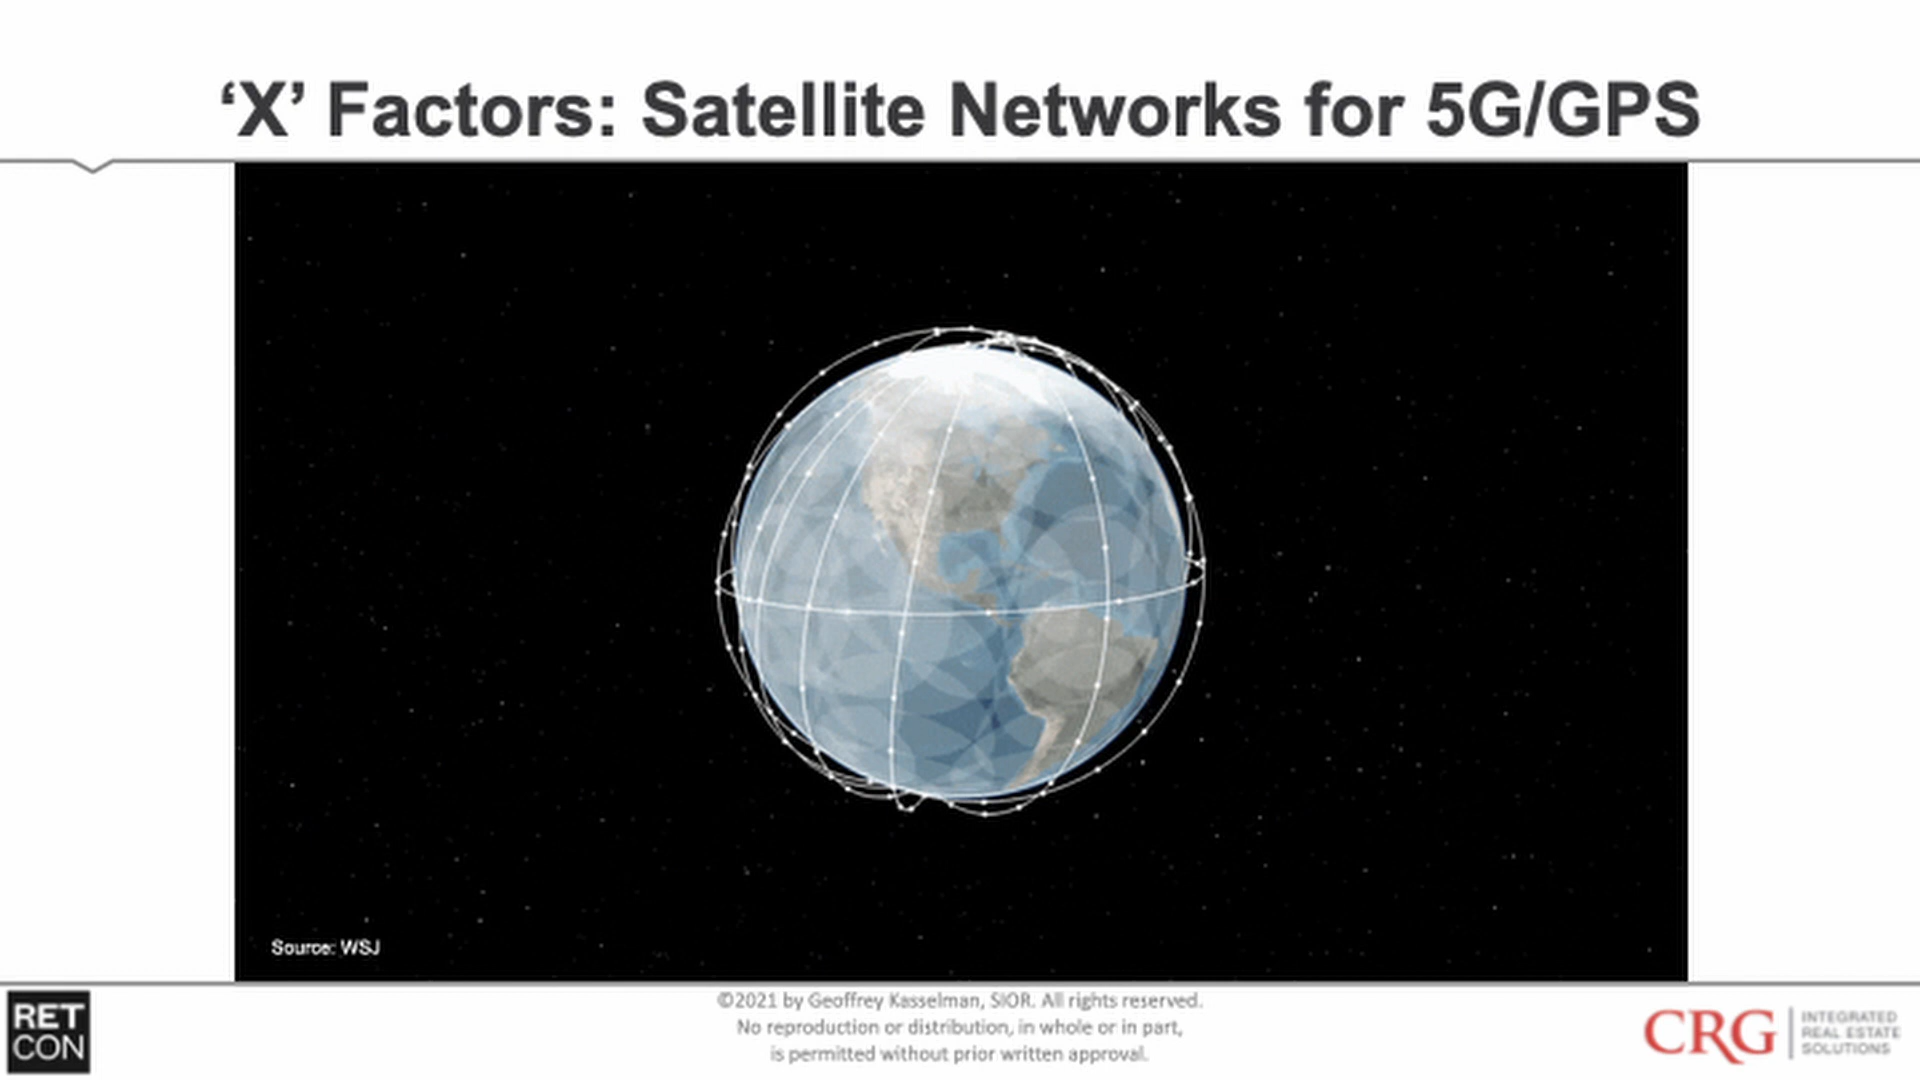 ‘X’ Factors: Satellite Networks for 5G/GPS
Source: WSJ
RET
CON
©2021 by Geoffrey Kasselman, SIOR. All rights reserved.
No reproduction or distribution, in whole or in part,
is permitted without prior written approval.
CRG
INTEGRATED
REAL ESTATE
SOLUTIONS